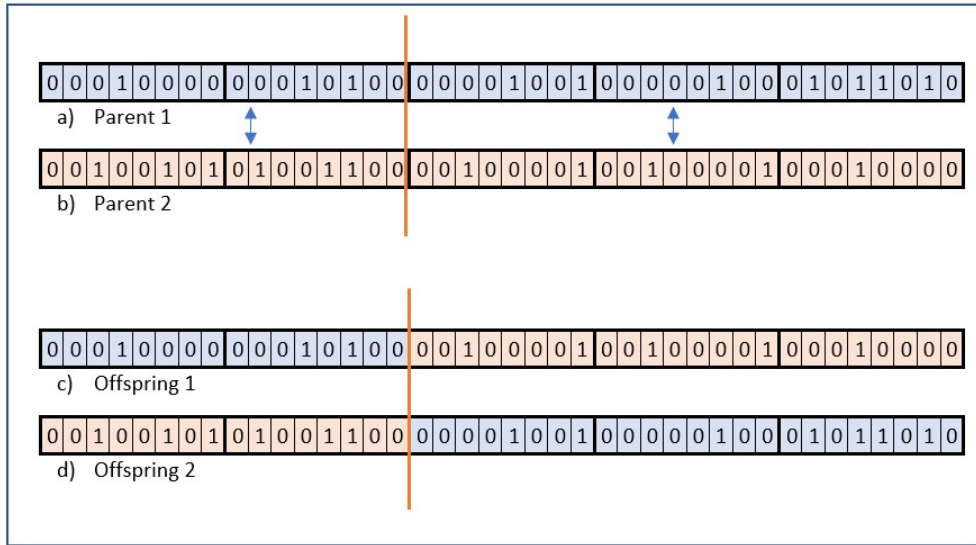 0 0 0 1 0 0 0 0 0 0 0 1 0 1 0 0 0 0 0 0 1 0 0 1 0 0 0 0 0 1 0 0 0 1 0 1 1 0 1 0
a) Parent 1
0 0 1 0 0 1 0 1 0 1 0 0 1 1 0 0 0 0 1 0 0 0 0 1 0 0 1 0 0 0 0 1 0 0 0 1 0 0 0 0
b) Parent 2
0 0 0 1 0 0 0 0 0 0 0 1 0 1 0 0 0 0 1 0 0 0 0 1 0 0 1 0 0 0 0 1 0 0 0 1 0 0 0 0
c) Offspring 1
0 0 1 0 0 1 0 1 0 1 0 0 1 1 0 0 0 0 0 0 1 0 0 1 0 0 0 0 0 1 0 0 0 1 0 1 1 0 1 0
d) Offspring 2